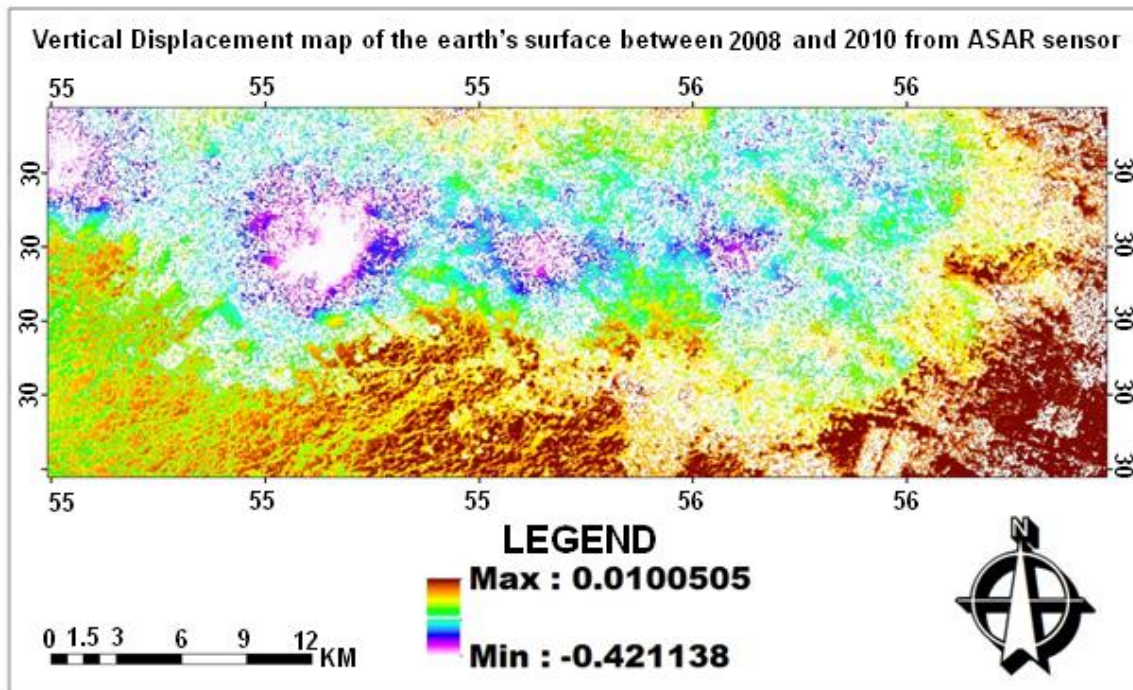 Vertical Displacement map of the earth's surface between 2008 and 2010 from ASAR sensor
55 55 55 56 56
30 30
30 30
30 30
30 30
30
55 55 55 56 56
LEGEND
Max : 0.0100505
Min : -0.421138
N
0 1.5 3 6 9 12
KM